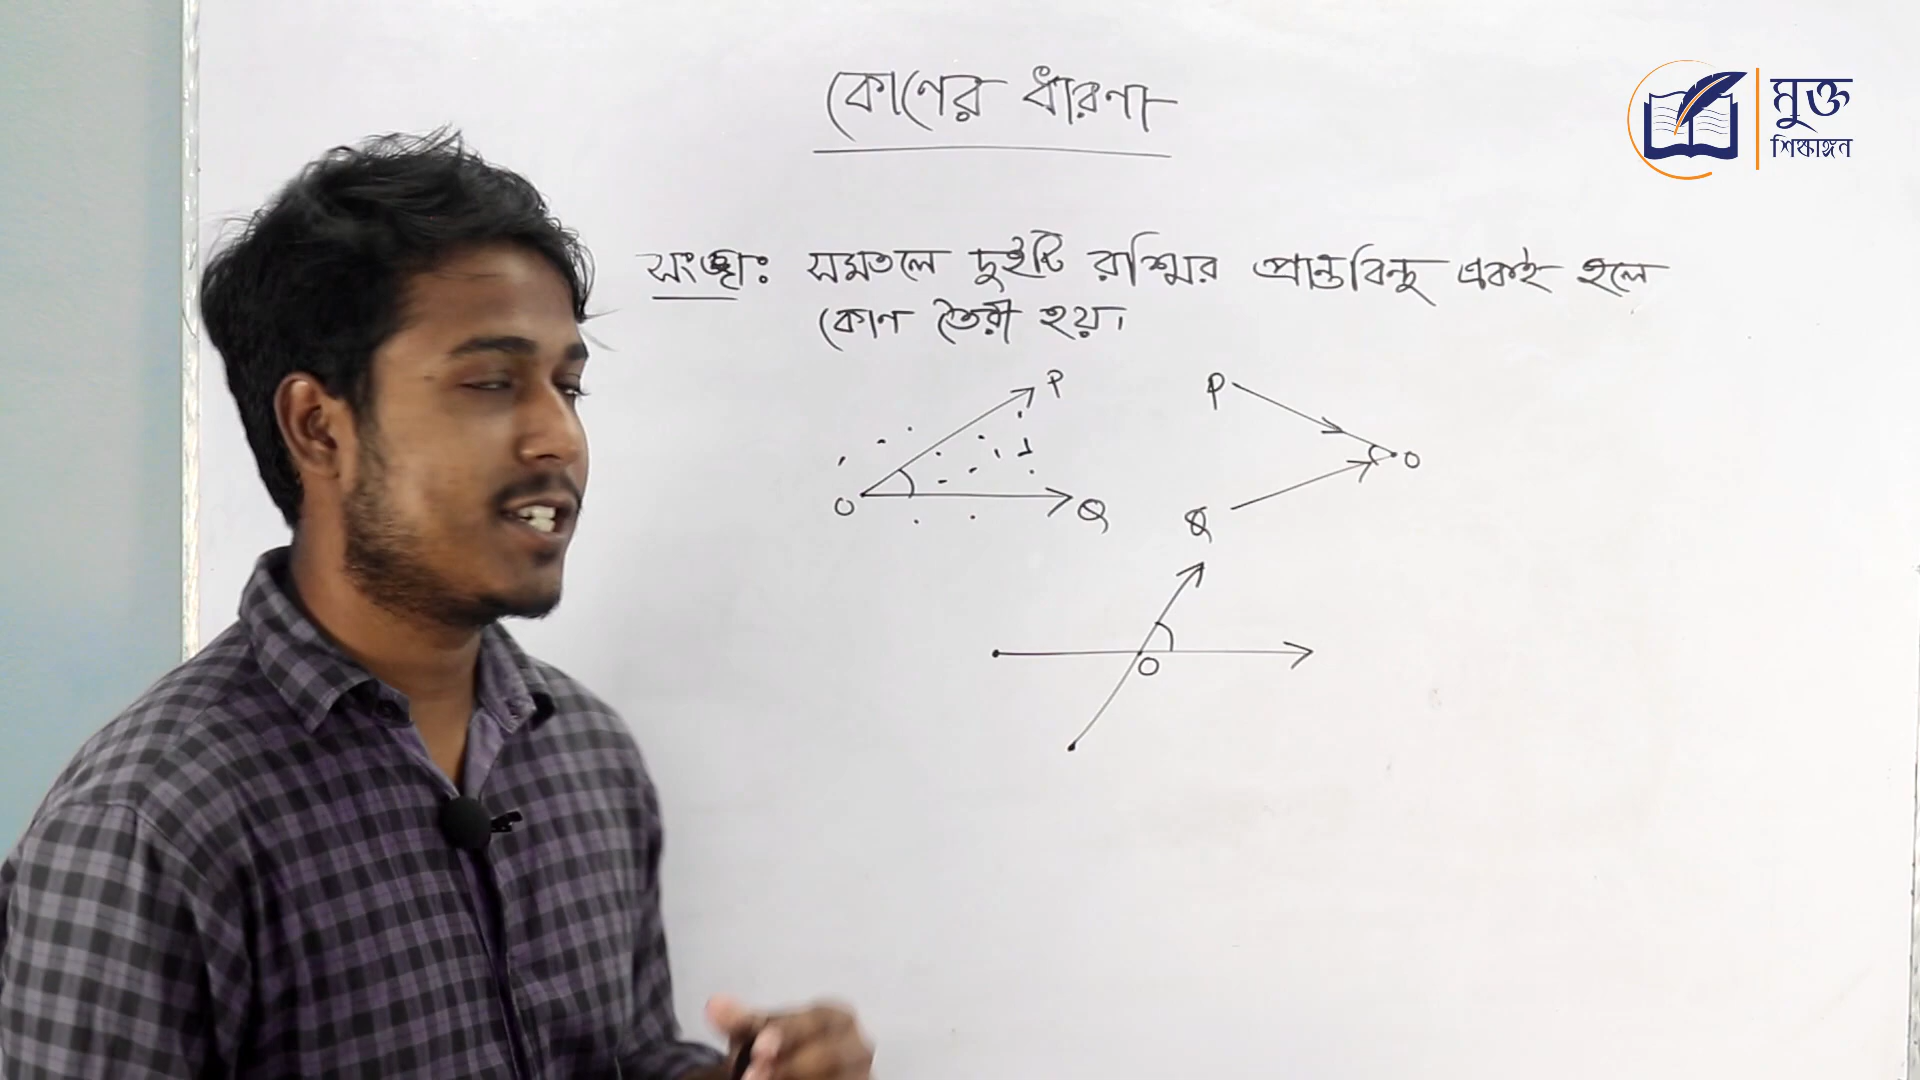 কোণের ধারণা
মুক্ত
শিক্ষাঙ্গন
সংজ্ঞাঃ সমতলে দুইটি রশ্মির প্রান্তবিন্দু একই হলে
কোণ তৈরী হয়।
P
P
O
O
Q
Q
O